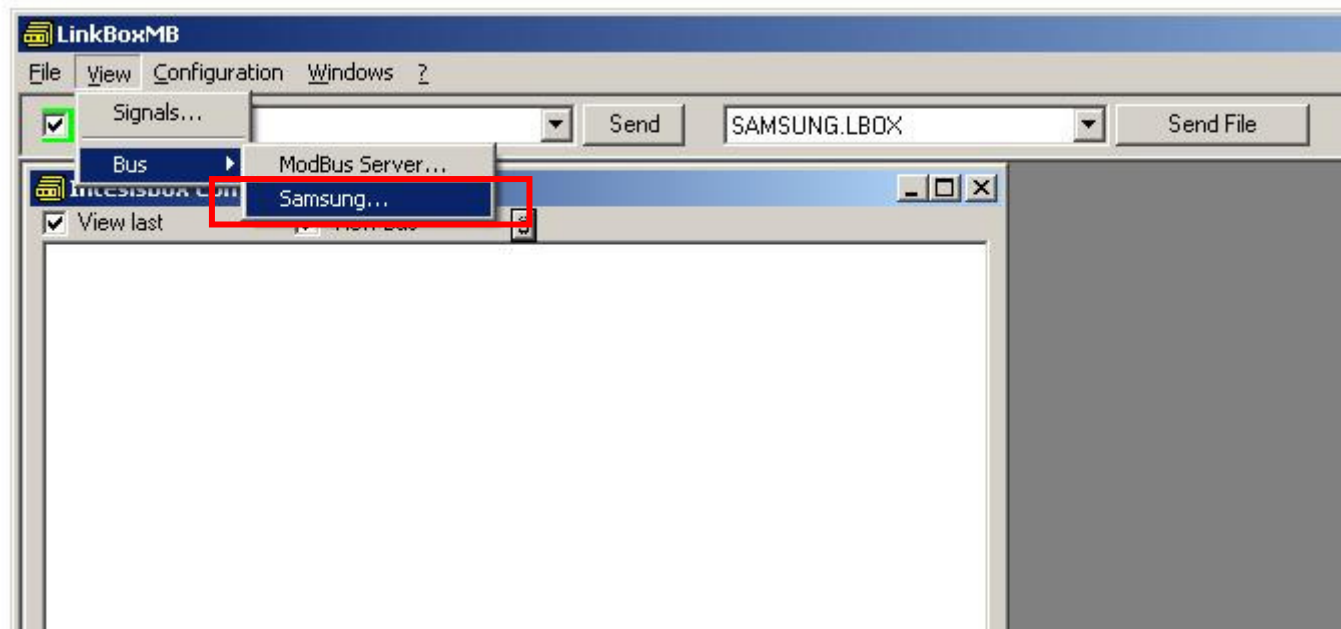 LinkBoxMB
File View Configuration Windows ?
Signals...
Send SAMSUNG.LBOX Send File
Bus ModBus Server...
Samsung...
View last